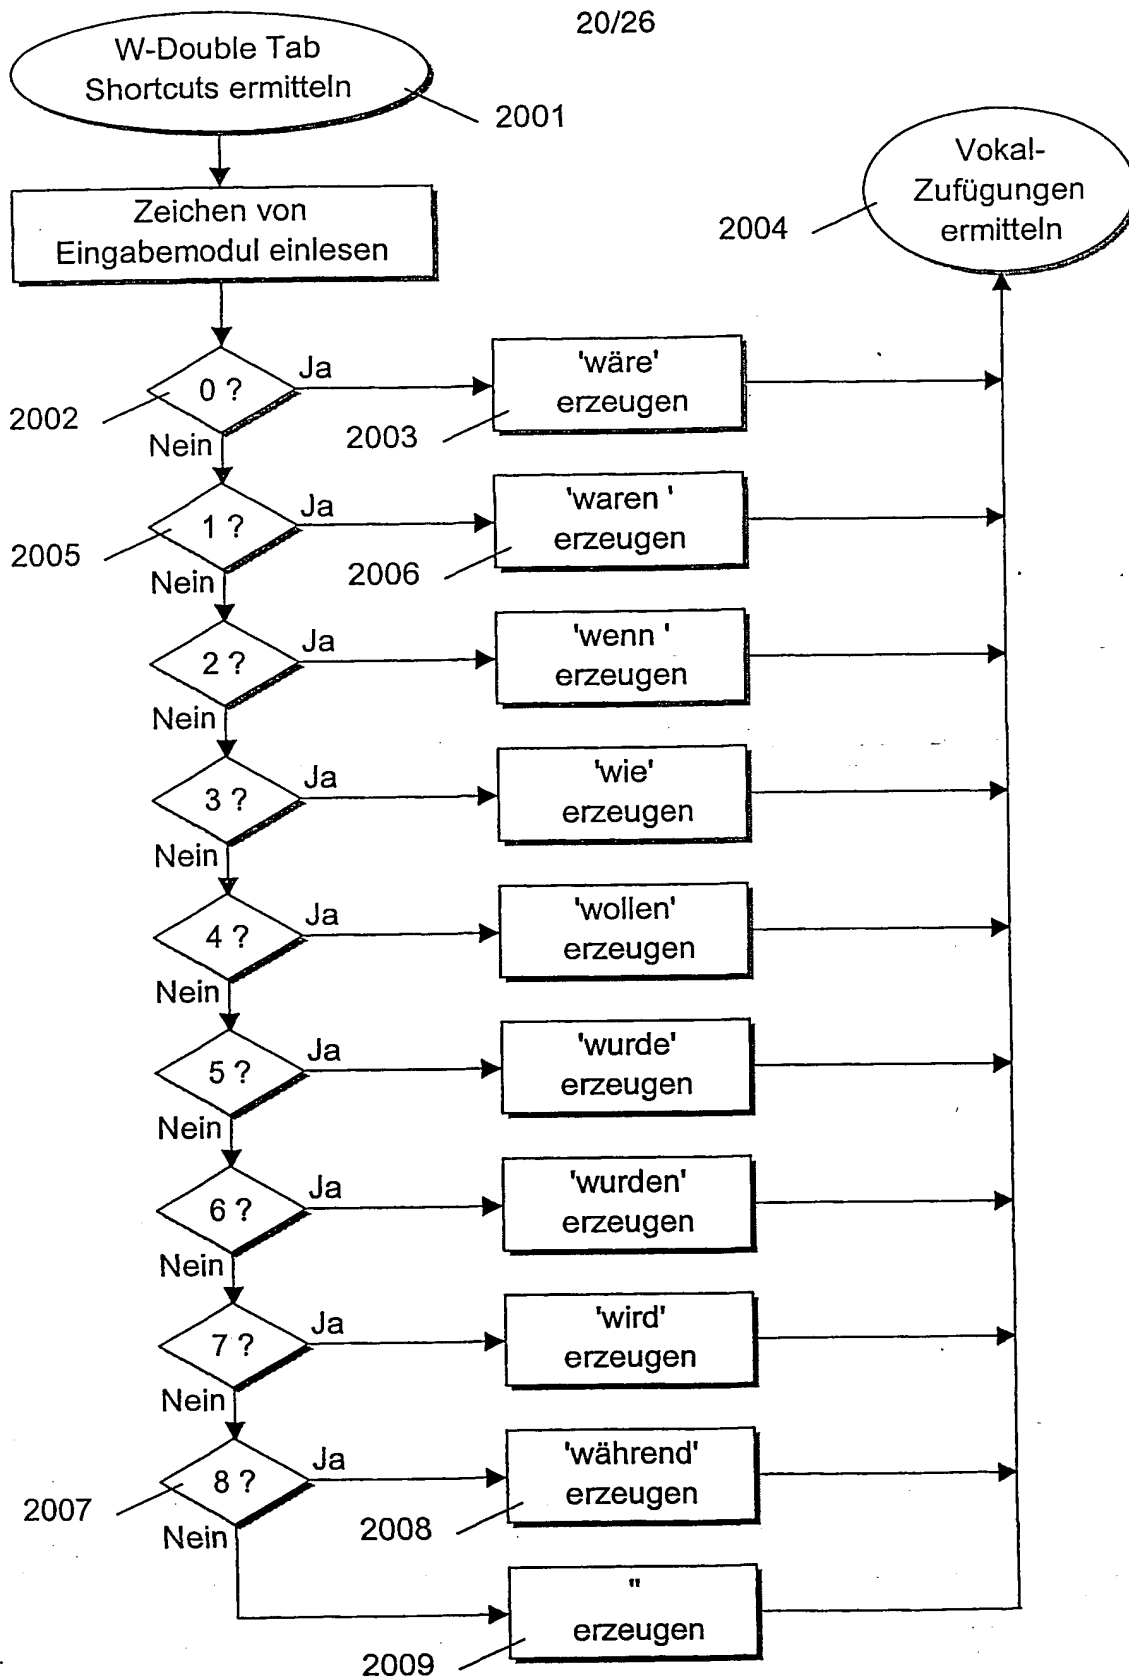 20/26
W-Double Tab
Shortcuts ermitteln
2001
Zeichen von
Eingabemodul einlesen
Vokal-
Zufügungen
ermitteln
2004
0 ?
Ja
'wäre'
erzeugen
2002
2003
Nein
1 ?
Ja
'waren '
erzeugen
2005
2006
Nein
2 ?
Ja
'wenn '
erzeugen
Nein
3 ?
Ja
'wie'
erzeugen
Nein
4 ?
Ja
'wollen'
erzeugen
Nein
5 ?
Ja
'wurde'
erzeugen
Nein
6 ?
Ja
'wurden'
erzeugen
Nein
7 ?
Ja
'wird'
erzeugen
Nein
8 ?
Ja
'während'
erzeugen
2007
2008
Nein
''
erzeugen
2009